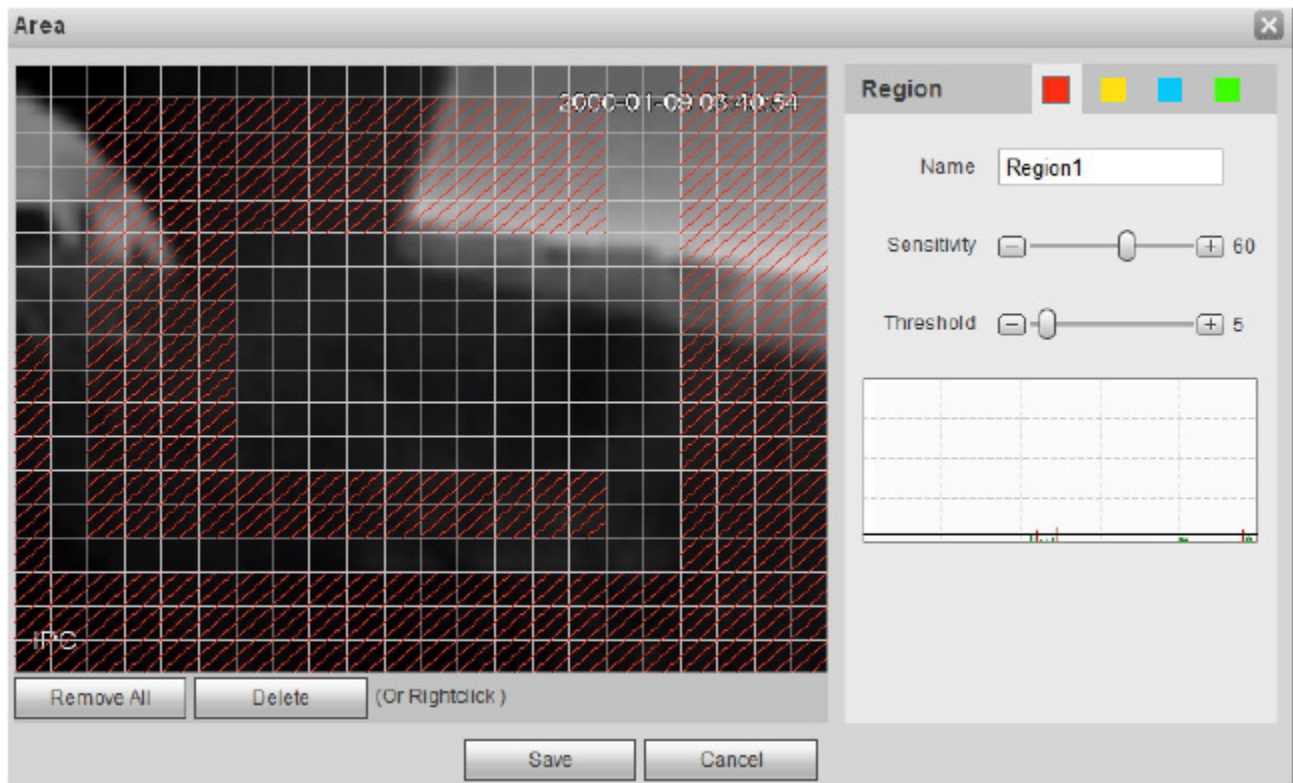 Area
2000-01-09 03:40:54
IPC
Remove All
Delete
(Or Rightclick )
Region
Name
Region1
Sensitivity
60
Threshold
5
Save
Cancel